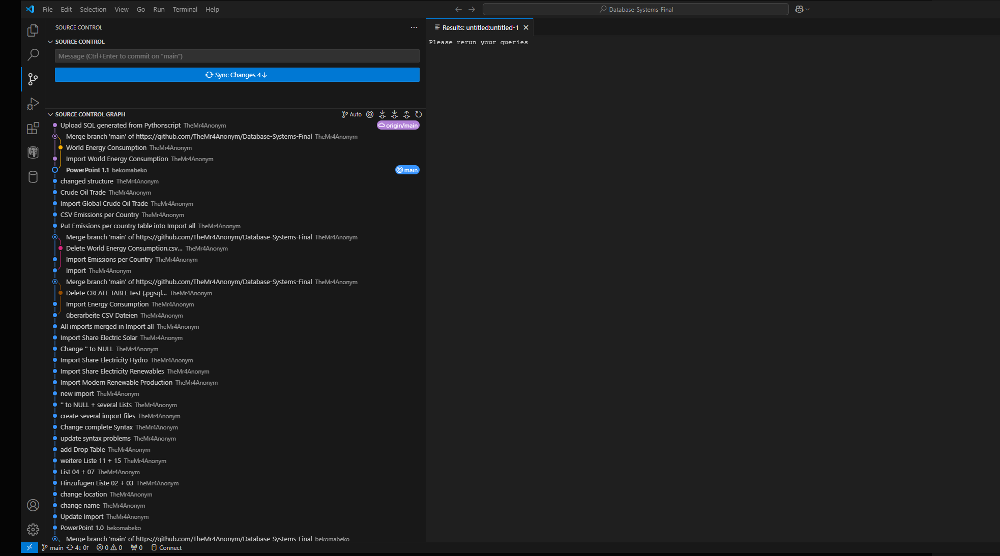 File Edit Selection View Go Run Terminal Help
Database-Systems-Final
SOURCE CONTROL
Results: untitled:untitled-1
SOURCE CONTROL
Please rerun your queries
Message (Ctrl+Enter to commit on "main")
Sync Changes 4↓
SOURCE CONTROL GRAPH Auto
Upload SQL generated from Pythonscript TheMr4Anonym origin/main
Merge branch 'main' of https://github.com/TheMr4Anonym/Database-Systems-Final TheMr4Anonym
World Energy Consumption TheMr4Anonym
Import World Energy Consumption TheMr4Anonym
PowerPoint 1.1 bekomabeko main
changed structure TheMr4Anonym
Crude Oil Trade TheMr4Anonym
Import Global Crude Oil Trade TheMr4Anonym
CSV Emissions per Country TheMr4Anonym
Put Emissions per country table into Import all TheMr4Anonym
Merge branch 'main' of https://github.com/TheMr4Anonym/Database-Systems-Final TheMr4Anonym
Delete World Energy Consumption.csv... TheMr4Anonym
Import Emissions per Country TheMr4Anonym
Import TheMr4Anonym
Merge branch 'main' of https://github.com/TheMr4Anonym/Database-Systems-Final TheMr4Anonym
Delete CREATE TABLE test (.pgsql... TheMr4Anonym
Import Energy Consumption TheMr4Anonym
überarbeite CSV Dateien TheMr4Anonym
All imports merged in Import all TheMr4Anonym
Import Share Electric Solar TheMr4Anonym
Change '' to NULL TheMr4Anonym
Import Share Electricity Hydro TheMr4Anonym
Import Share Electricity Renewables TheMr4Anonym
Import Modern Renewable Production TheMr4Anonym
new import TheMr4Anonym
'' to NULL + several Lists TheMr4Anonym
create several import files TheMr4Anonym
Change complete Syntax TheMr4Anonym
update syntax problems TheMr4Anonym
add Drop Table TheMr4Anonym
weitere Liste 11 + 15 TheMr4Anonym
List 04 + 07 TheMr4Anonym
Hinzufügen Liste 02 + 03 TheMr4Anonym
change location TheMr4Anonym
change name TheMr4Anonym
Update Import TheMr4Anonym
PowerPoint 1.0 bekomabeko
Merge branch 'main' of https://github.com/TheMr4Anonym/Database-Systems-Final bekomabeko
main 4↓ 0↑ 0 0 0 Connect